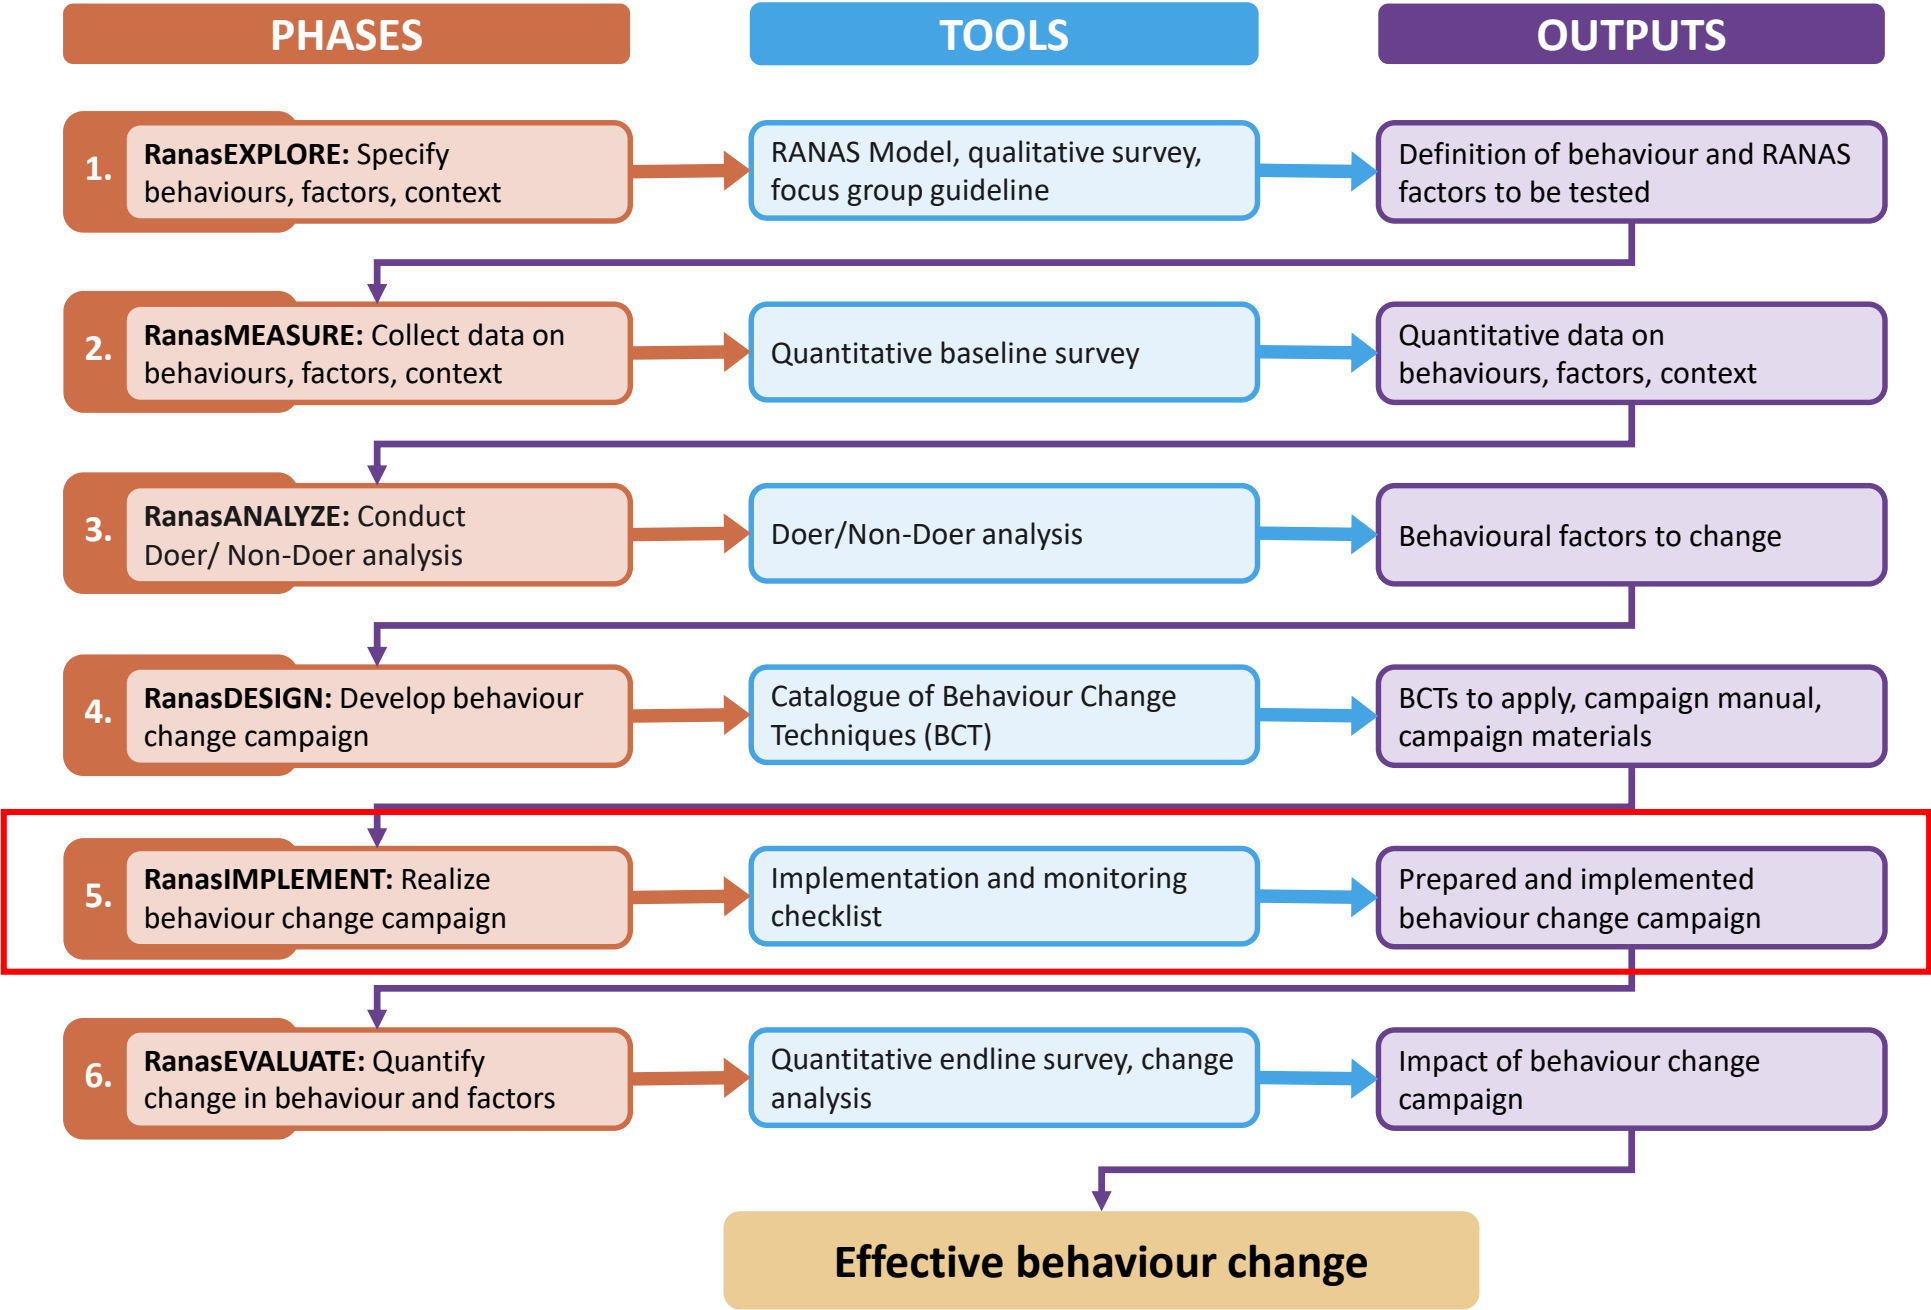 PHASES
TOOLS
OUTPUTS
1.
RanasEXPLORE: Specify
behaviours, factors, context
RANAS Model, qualitative survey,
focus group guideline
Definition of behaviour and RANAS
factors to be tested
2.
RanasMEASURE: Collect data on
behaviours, factors, context
Quantitative baseline survey
Quantitative data on
behaviours, factors, context
3.
RanasANALYZE: Conduct
Doer/ Non-Doer analysis
Doer/Non-Doer analysis
Behavioural factors to change
4.
RanasDESIGN: Develop behaviour
change campaign
Catalogue of Behaviour Change
Techniques (BCT)
BCTs to apply, campaign manual,
campaign materials
5.
RanasIMPLEMENT: Realize
behaviour change campaign
Implementation and monitoring
checklist
Prepared and implemented
behaviour change campaign
6.
RanasEVALUATE: Quantify
change in behaviour and factors
Quantitative endline survey, change
analysis
Impact of behaviour change
campaign
Effective behaviour change